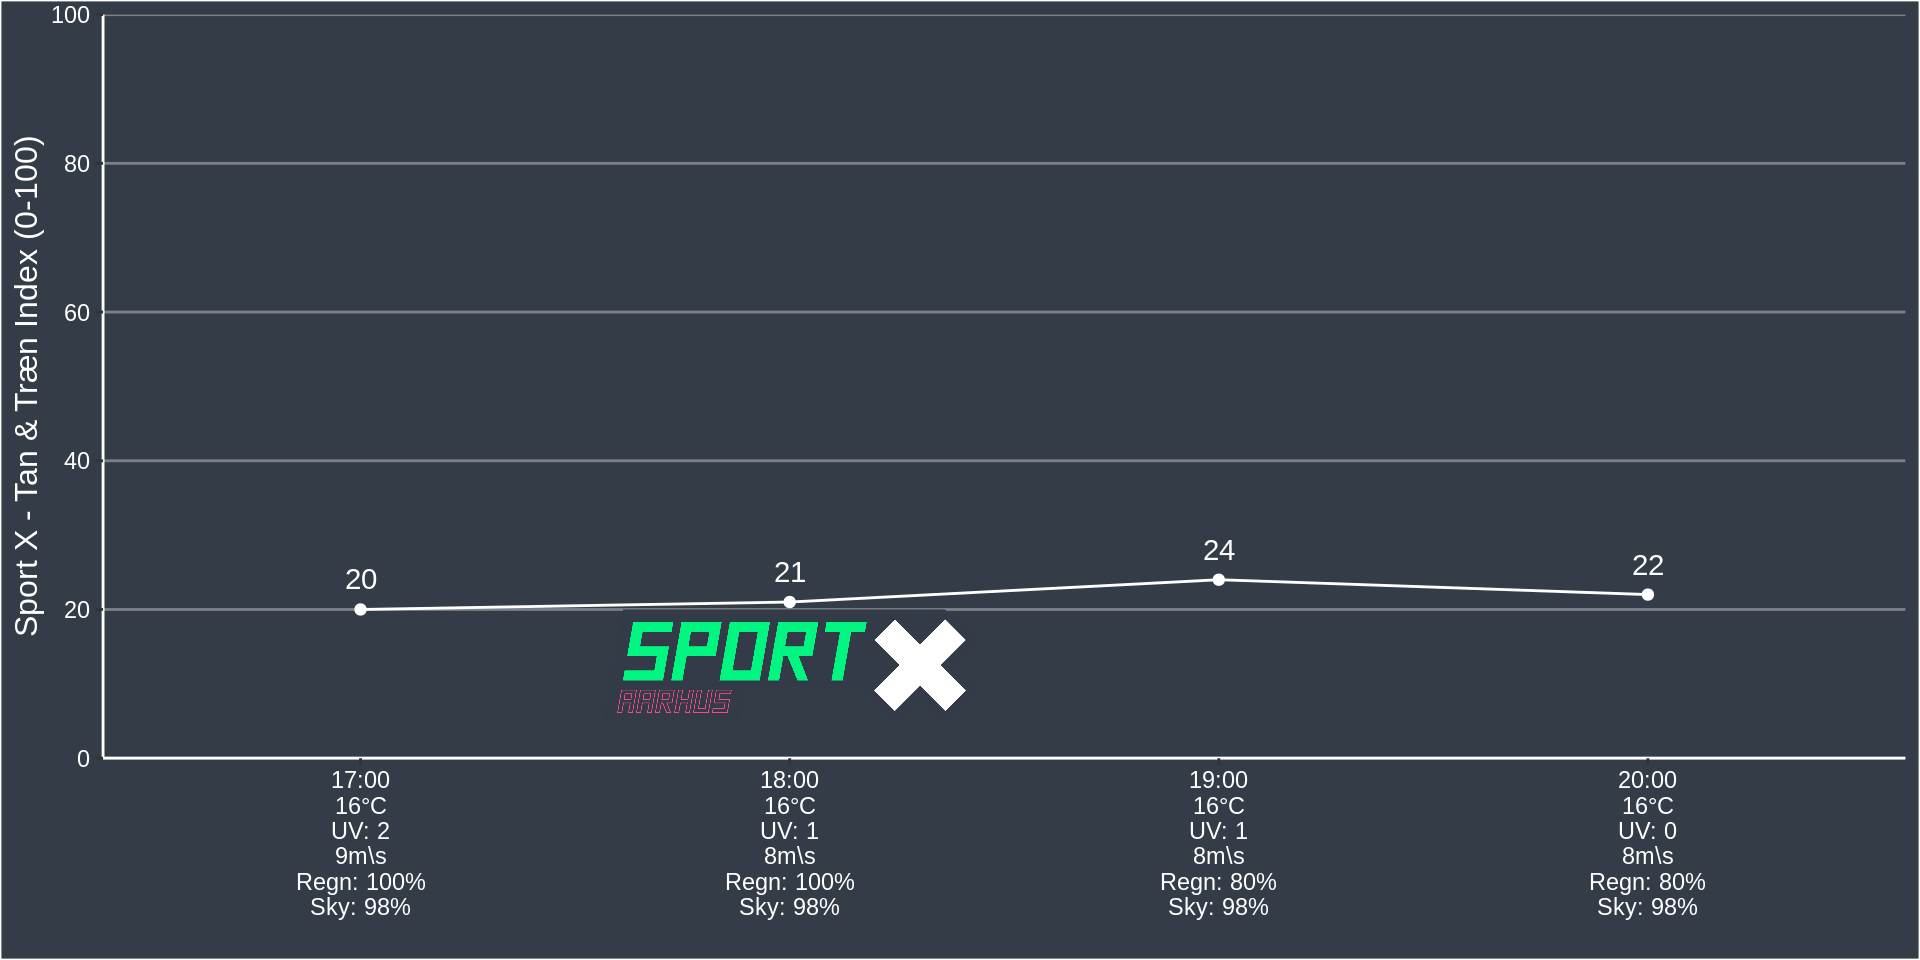 Sport X - Tan & Træn Index (0-100)
100
80
60
40
20
0
20
21
24
22
SPORT X
AARHUS
17:00
16°C
UV: 2
9m\s
Regn: 100%
Sky: 98%
18:00
16°C
UV: 1
8m\s
Regn: 100%
Sky: 98%
19:00
16°C
UV: 1
8m\s
Regn: 80%
Sky: 98%
20:00
16°C
UV: 0
8m\s
Regn: 80%
Sky: 98%